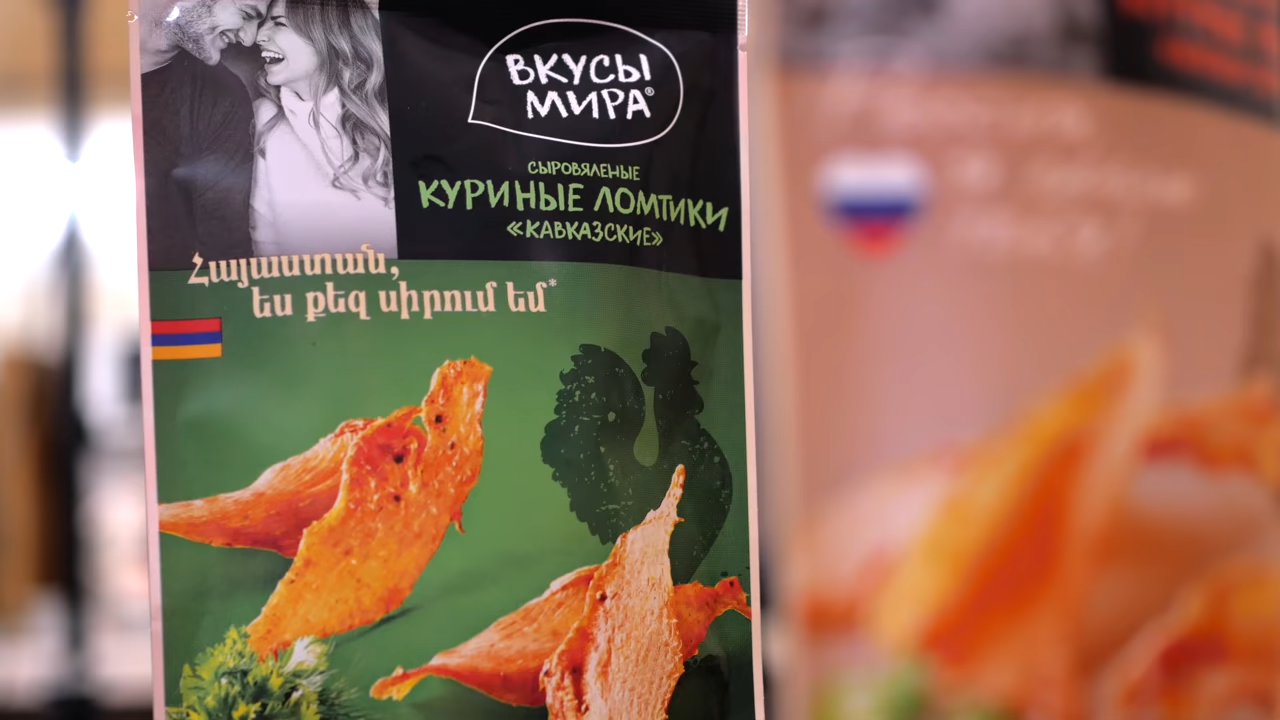 ВКУСЫ
МИРА®
СЫРОВЯЛЕНЫЕ
КУРИНЫЕ ЛОМТИКИ
«КАВКАЗСКИЕ»
Հայաստան,
ես քեզ սիրում եմ*